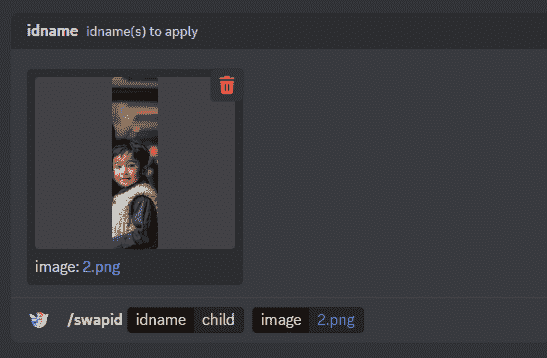 idname idname(s) to apply
image: 2.png
/swapid idname child image 2.png